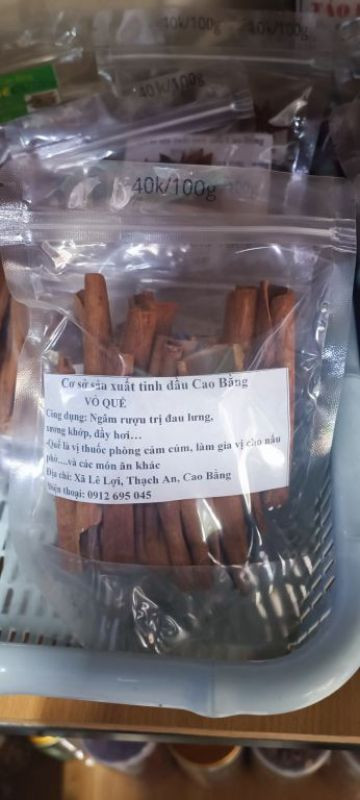 TÁO
40k/100g
40k/100g
40k/100g
40k/100g
Cơ sở sản xuất tinh dầu Cao Bằng
VỎ QUẾ
Công dụng: Ngâm rượu trị đau lưng,
xương khớp, đầy hơi…
-Quế là vị thuốc phòng cảm cúm, làm gia vị cho nấu
phở....và các món ăn khác
Địa chỉ: Xã Lê Lợi, Thạch An, Cao Bằng
Điện thoại: 0912 695 045